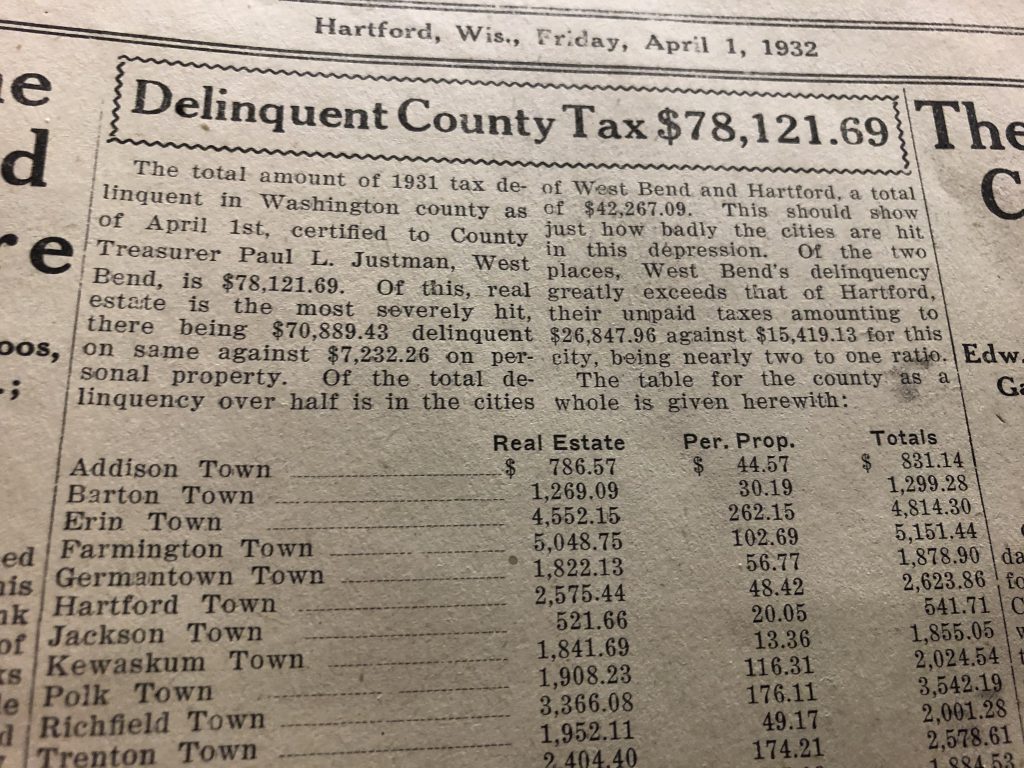 Hartford, Wis., Friday, April 1, 1932
Delinquent County Tax $78,121.69
The total amount of 1931 tax de-
linquent in Washington county as
of April 1st, certified to County
Treasurer Paul L. Justman, West
Bend, is $78,121.69. Of this, real
estate is the most severely hit,
there being $70,889.43 delinquent
on same against $7,232.26 on per-
sonal property. Of the total de-
linquency over half is in the cities
of West Bend and Hartford, a total
of $42,267.09. This should show
just how badly the cities are hit
in this depression. Of the two
places, West Bend's delinquency
greatly exceeds that of Hartford,
their unpaid taxes amounting to
$26,847.96 against $15,419.13 for this
city, being nearly two to one ratio.
The table for the county as a
whole is given herewith:
Real Estate Per. Prop. Totals
Addison Town $ 786.57 $ 44.57 $ 831.14
Barton Town 1,269.09 30.19 1,299.28
Erin Town 4,552.15 262.15 4,814.30
Farmington Town 5,048.75 102.69 5,151.44
Germantown Town 1,822.13 56.77 1,878.90
Hartford Town 2,575.44 48.42 2,623.86
Jackson Town 521.66 20.05 541.71
Kewaskum Town 1,841.69 13.36 1,855.05
Polk Town 1,908.23 116.31 2,024.54
Richfield Town 3,366.08 176.11 3,542.19
Trenton Town 1,952.11 49.17 2,001.28
2,404.40 174.21 2,578.61
1,884.53
The
C
Edw.
Ga
d
re
oos,
.;
ed
his
nk
of